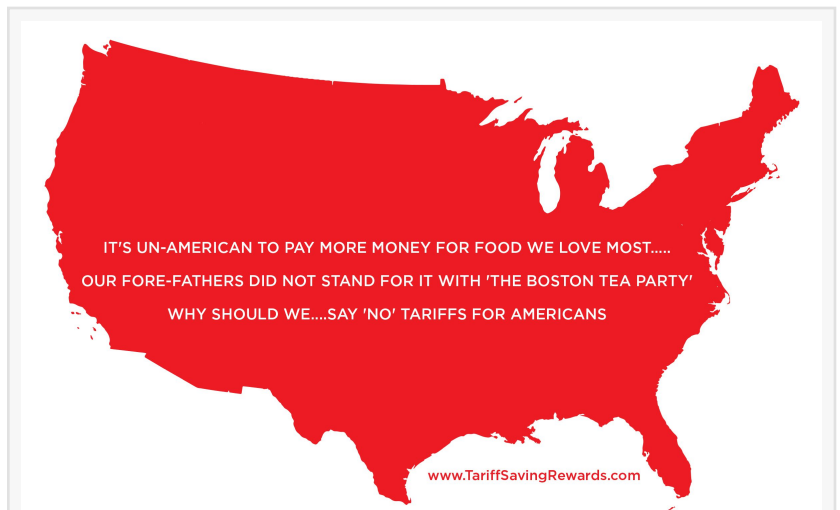 IT'S UN-AMERICAN TO PAY MORE MONEY FOR FOOD WE LOVE MOST.....
OUR FORE-FATHERS DID NOT STAND FOR IT WITH 'THE BOSTON TEA PARTY'
WHY SHOULD WE....SAY 'NO' TARIFFS FOR AMERICANS
www.TariffSavingRewards.com